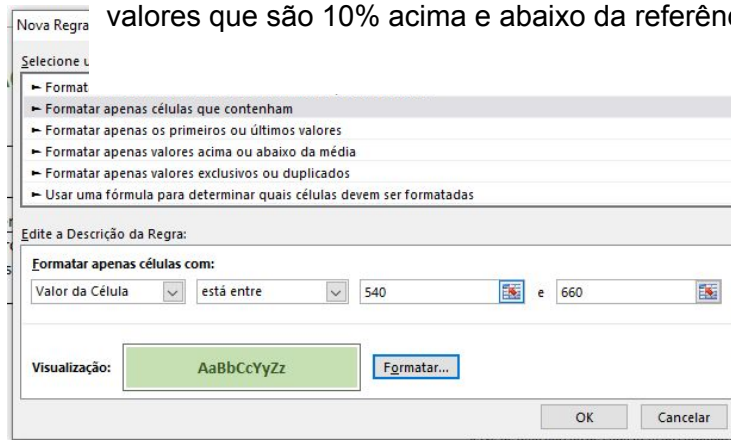 valores que são 10% acima e abaixo da
Nova Regra
Selecione
► Formatar apenas células que contenham
► Formatar apenas os primeiros ou últimos valores
► Formatar apenas valores acima ou abaixo da média
► Formatar apenas valores exclusivos ou duplicados
► Usar uma fórmula para determinar quais células devem ser formatadas
Edite a Descrição da Regra:
Formatar apenas células com:
Valor da Célula está entre 540 e 660
Visualização: AaBbCcYyZz Formatar...
OK Cancelar